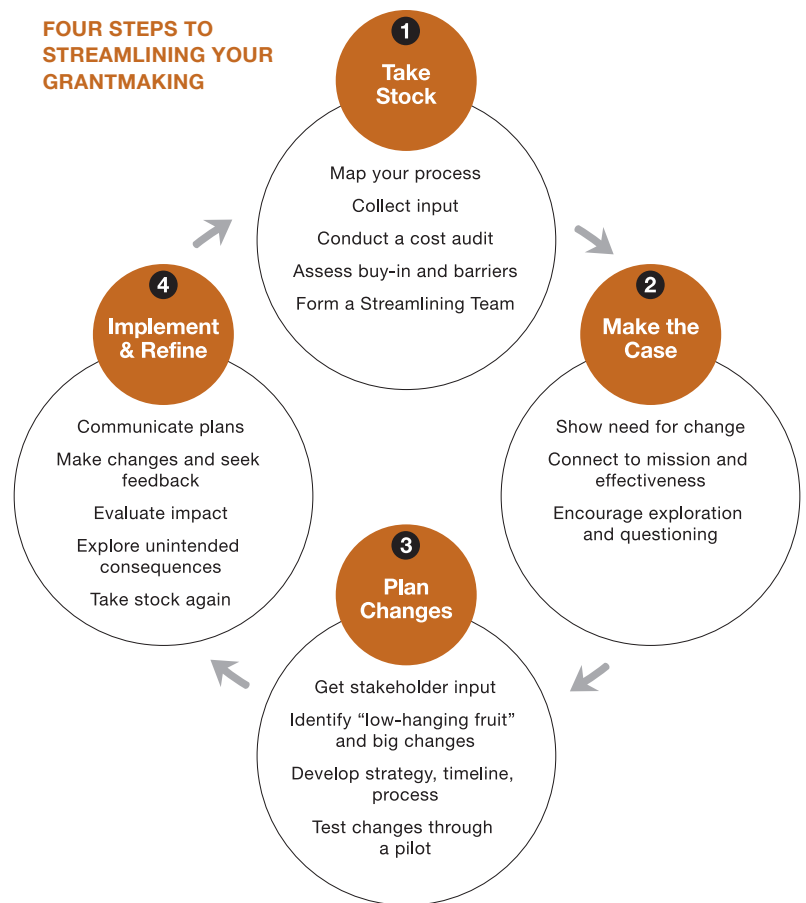 FOUR STEPS TO
STREAMLINING YOUR
GRANTMAKING
1
Take
Stock
Map your process
Collect input
Conduct a cost audit
Assess buy-in and barriers
Form a Streamlining Team
2
Make the
Case
Show need for change
Connect to mission and
effectiveness
Encourage exploration
and questioning
3
Plan
Changes
Get stakeholder input
Identify “low-hanging fruit”
and big changes
Develop strategy, timeline,
process
Test changes through
a pilot
4
Implement
& Refine
Communicate plans
Make changes and seek
feedback
Evaluate impact
Explore unintended
consequences
Take stock again